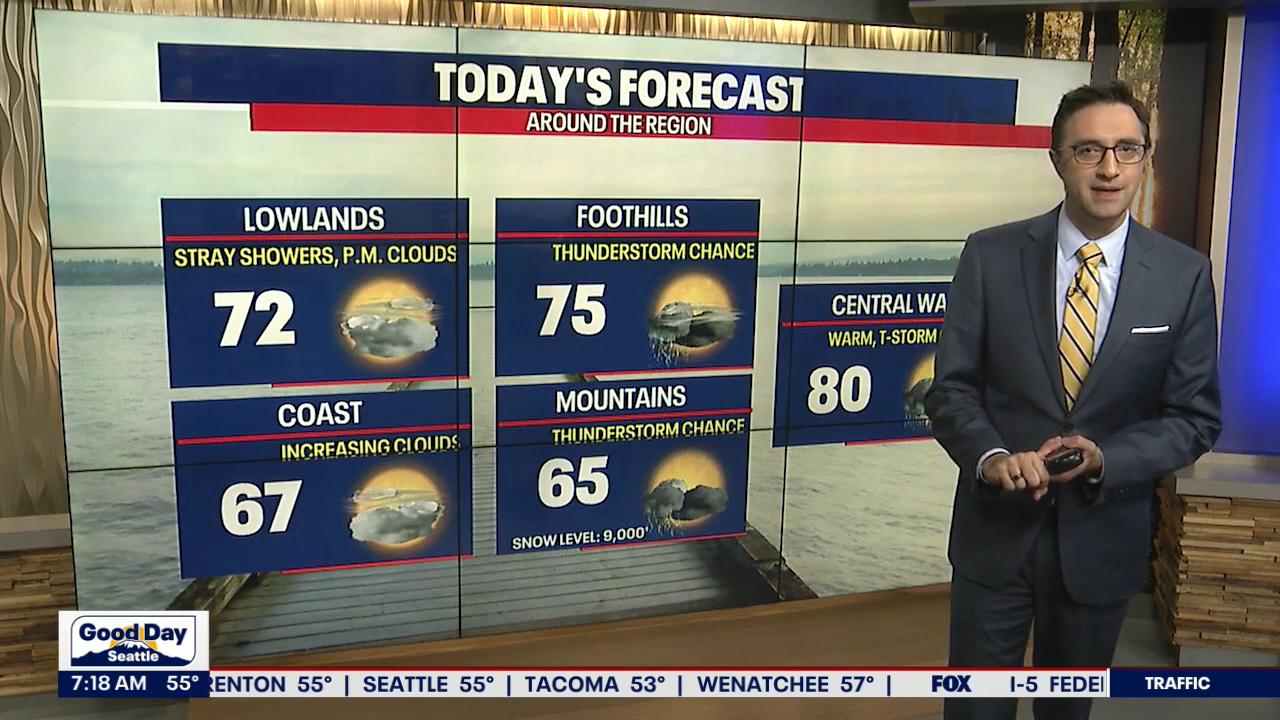 TODAY'S FORECAST
AROUND THE REGION
LOWLANDS
STRAY SHOWERS, P.M. CLOUDS
72
FOOTHILLS
THUNDERSTORM CHANCE
75
CENTRAL WA
WARM, T-STORM
80
COAST
INCREASING CLOUDS
67
MOUNTAINS
THUNDERSTORM CHANCE
65
SNOW LEVEL: 9,000'
Good Day
Seattle
7:18 AM 55° RENTON 55° | SEATTLE 55° | TACOMA 53° | WENATCHEE 57° | FOX I-5 FEDE TRAFFIC